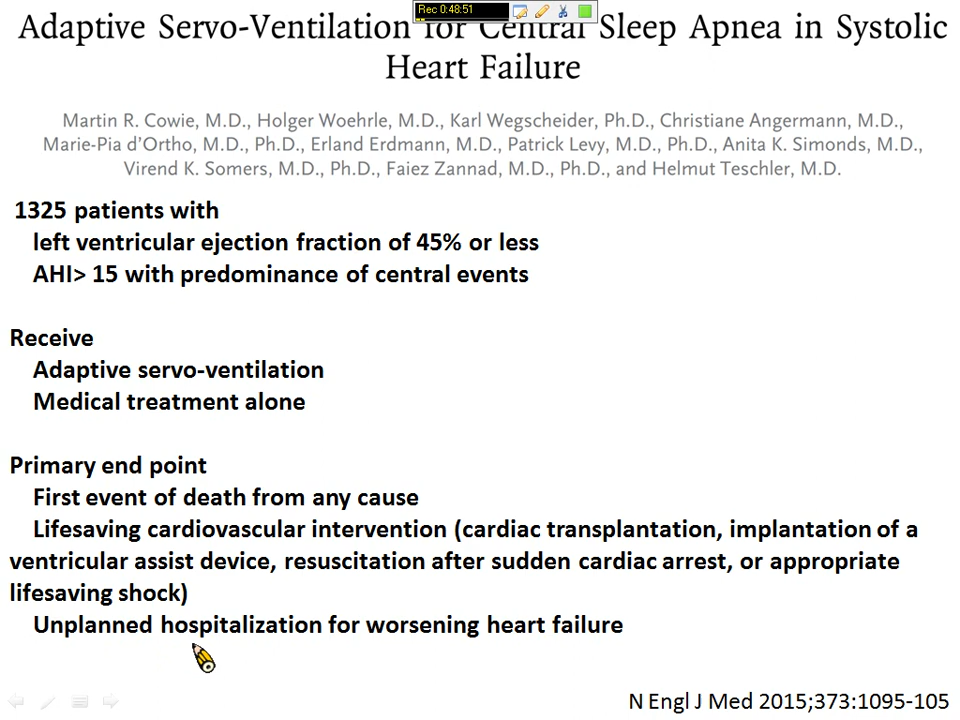 Rec 0:48:51
Adaptive Servo-Ventilation for Central Sleep Apnea in Systolic
Heart Failure
Martin R. Cowie, M.D., Holger Woehrle, M.D., Karl Wegscheider, Ph.D., Christiane Angermann, M.D.,
Marie-Pia d'Ortho, M.D., Ph.D., Erland Erdmann, M.D., Patrick Levy, M.D., Ph.D., Anita K. Simonds, M.D.,
Virend K. Somers, M.D., Ph.D., Faiez Zannad, M.D., Ph.D., and Helmut Teschler, M.D.
1325 patients with
left ventricular ejection fraction of 45% or less
AHI> 15 with predominance of central events
Receive
Adaptive servo-ventilation
Medical treatment alone
Primary end point
First event of death from any cause
Lifesaving cardiovascular intervention (cardiac transplantation, implantation of a
ventricular assist device, resuscitation after sudden cardiac arrest, or appropriate
lifesaving shock)
Unplanned hospitalization for worsening heart failure
N Engl J Med 2015;373:1095-105